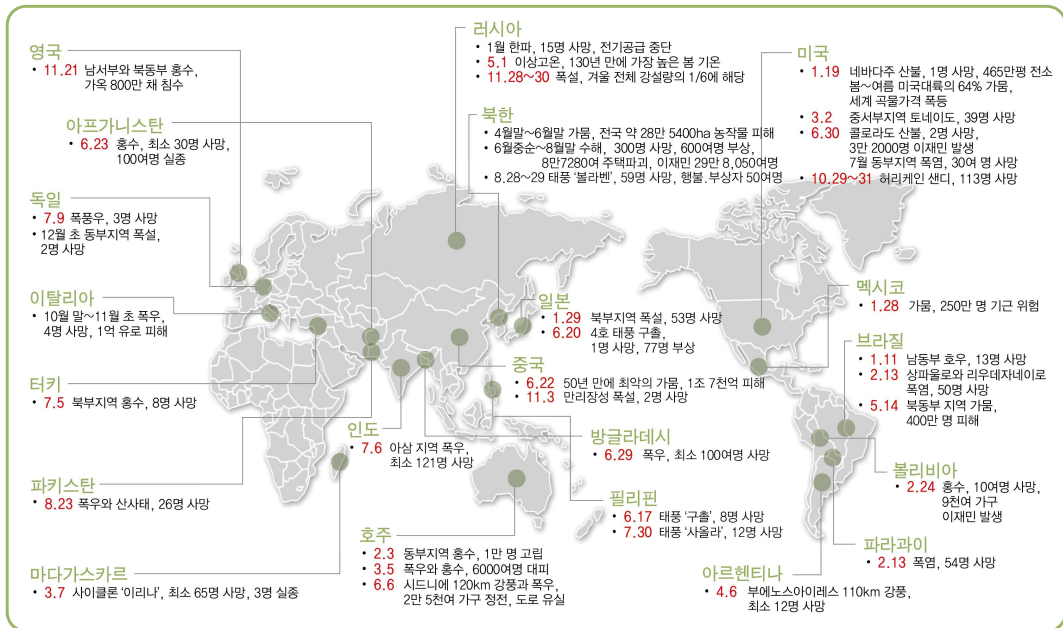 영국
• 11.21 남서부와 북동부 홍수,
가옥 800만 채 침수
아프가니스탄
• 6.23 홍수, 최소 30명 사망,
100여명 실종
독일
• 7.9 폭풍우, 3명 사망
• 12월 초 동부지역 폭설,
2명 사망
이탈리아
• 10월 말~11월 초 폭우,
4명 사망, 1억 유로 피해
터키
• 7.5 북부지역 홍수, 8명 사망
파키스탄
• 8.23 폭우와 산사태, 26명 사망
마다가스카르
• 3.7 사이클론 ‘이리나’, 최소 65명 사망, 3명 실종
러시아
• 1월 한파, 15명 사망, 전기공급 중단
• 5.1 이상고온, 130년 만에 가장 높은 봄 기온
• 11.28~30 폭설, 겨울 전체 강설량의 1/6에 해당
북한
• 4월말~6월말 가뭄, 전국 약 28만 5400ha 농작물 피해
• 6월중순~8월말 수해, 300명 사망, 600여명 부상,
8만7280여 주택파괴, 이재민 29만 8,050여명
• 8.28~29 태풍 ‘볼라벤’, 59명 사망, 행불.부상자 50여명
일본
• 1.29 북부지역 폭설, 53명 사망
• 6.20 4호 태풍 구촐,
1명 사망, 77명 부상
중국
• 6.22 50년 만에 최악의 가뭄, 1조 7천억 피해
• 11.3 만리장성 폭설, 2명 사망
인도
• 7.6 아삼 지역 폭우,
최소 121명 사망
방글라데시
• 6.29 폭우, 최소 100여명 사망
필리핀
• 6.17 태풍 ‘구촐’, 8명 사망
• 7.30 태풍 ‘사올라’, 12명 사망
호주
• 2.3 동부지역 홍수, 1만 명 고립
• 3.5 폭우와 홍수, 6000여명 대피
• 6.6 시드니에 120km 강풍과 폭우,
2만 5천여 가구 정전, 도로 유실
미국
• 1.19 네바다주 산불, 1명 사망, 465만평 전소
봄~여름 미국대륙의 64% 가뭄,
세계 곡물가격 폭등
• 3.2 중서부지역 토네이도, 39명 사망
• 6.30 콜로라도 산불, 2명 사망,
3만 2000명 이재민 발생
7월 동부지역 폭염, 30여 명 사망
• 10.29~31 허리케인 샌디, 113명 사망
멕시코
• 1.28 가뭄, 250만 명 기근 위험
브라질
• 1.11 남동부 호우, 13명 사망
• 2.13 상파울로와 리우데자네이로
폭염, 50명 사망
• 5.14 북동부 지역 가뭄,
400만 명 피해
볼리비아
• 2.24 홍수, 10여명 사망,
9천여 가구
이재민 발생
파라과이
• 2.13 폭염, 54명 사망
아르헨티나
• 4.6 부에노스아이레스 110km 강풍,
최소 12명 사망